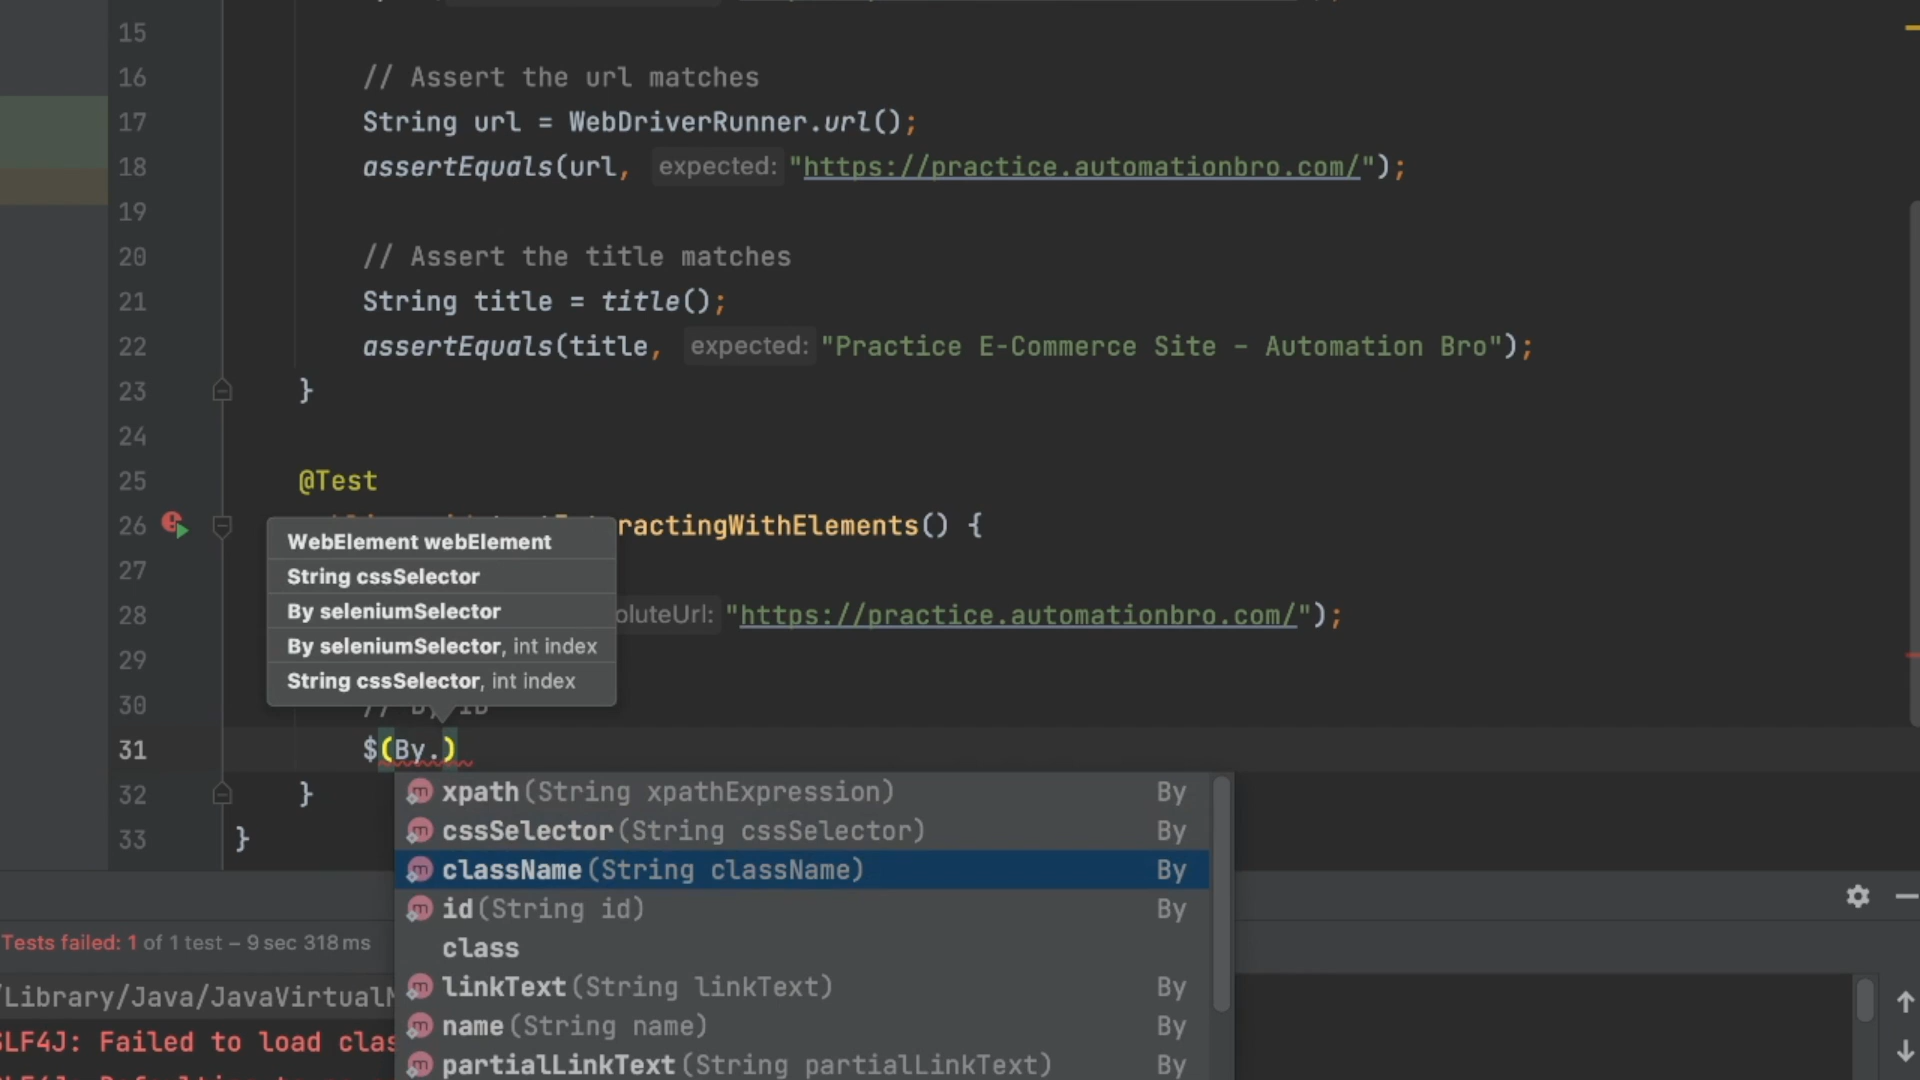 15
16 // Assert the url matches
17 String url = WebDriverRunner.url();
18 assertEquals(url, expected: "https://practice.automationbro.com/");
19
20 // Assert the title matches
21 String title = title();
22 assertEquals(title, expected: "Practice E-Commerce Site – Automation Bro");
23 }
24
25 @Test
26 ractingWithElements() {
WebElement webElement
String cssSelector
By seleniumSelector
By seleniumSelector, int index
String cssSelector, int index
27
28 oluteUrl: "https://practice.automationbro.com/");
29
30 //
31 $(By.)
32 }
33 }
xpath(String xpathExpression) By
cssSelector(String cssSelector) By
className(String className) By
id(String id) By
class
linkText(String linkText) By
name(String name) By
partialLinkText(String partialLinkText) By
Tests failed: 1 of 1 test – 9 sec 318 ms
/Library/Java/JavaVirtual
SLF4J: Failed to load clas